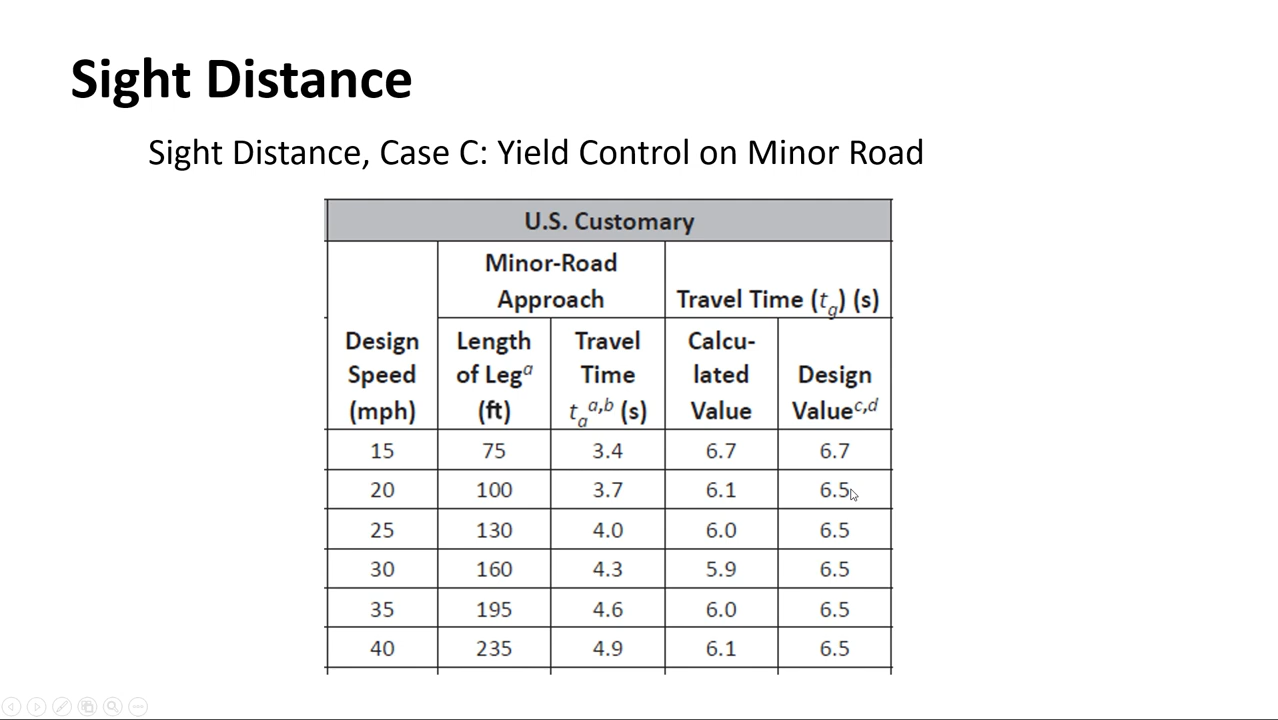 Sight Distance
Sight Distance, Case C: Yield Control on Minor Road
U.S. Customary
Design Speed (mph)
Minor-Road Approach
Travel Time (tg) (s)
Length of Leg^a (ft)
Travel Time ta^a,b (s)
Calcu-lated Value
Design Value^c,d
15 75 3.4 6.7 6.7
20 100 3.7 6.1 6.5
25 130 4.0 6.0 6.5
30 160 4.3 5.9 6.5
35 195 4.6 6.0 6.5
40 235 4.9 6.1 6.5